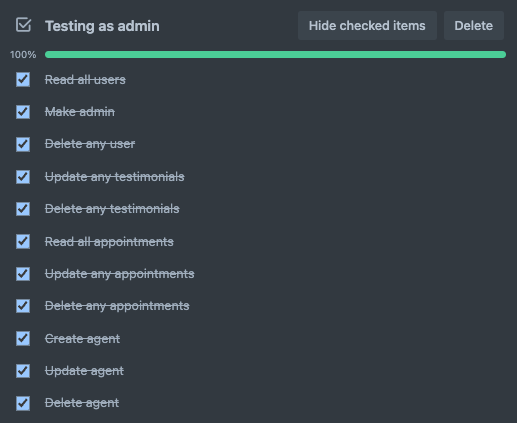 Testing as admin
Hide checked items
Delete
100%
Read all users
Make admin
Delete any user
Update any testimonials
Delete any testimonials
Read all appointments
Update any appointments
Delete any appointments
Create agent
Update agent
Delete agent